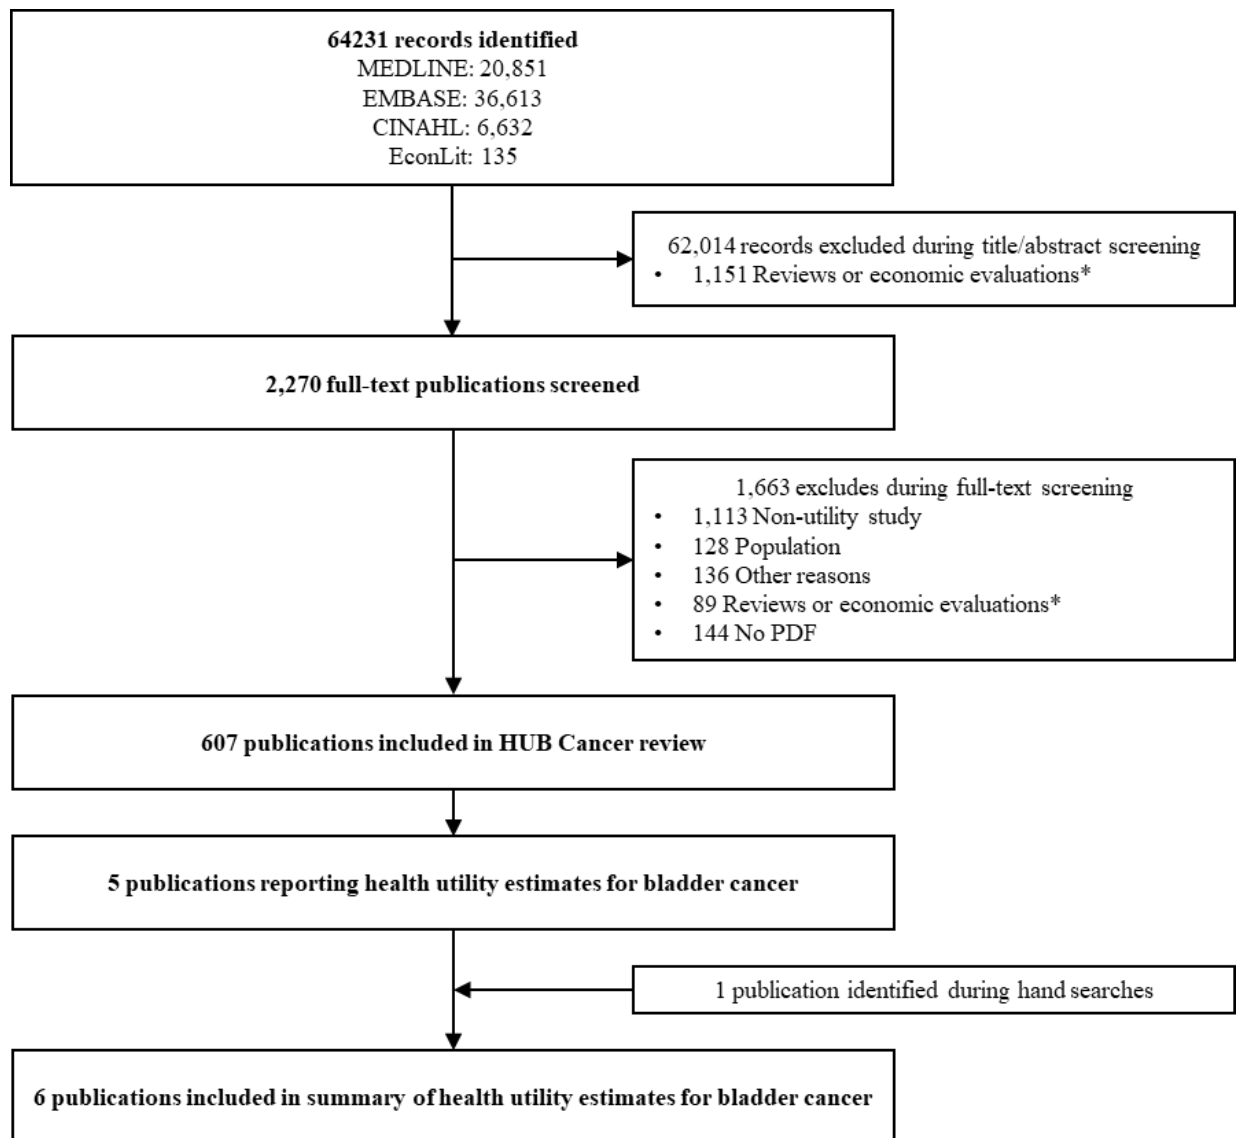 64231 records identified
MEDLINE: 20,851
EMBASE: 36,613
CINAHL: 6,632
EconLit: 135
62,014 records excluded during title/abstract screening
• 1,151 Reviews or economic evaluations*
2,270 full-text publications screened
1,663 excludes during full-text screening
• 1,113 Non-utility study
• 128 Population
• 136 Other reasons
• 89 Reviews or economic evaluations*
• 144 No PDF
607 publications included in HUB Cancer review
5 publications reporting health utility estimates for bladder cancer
1 publication identified during hand searches
6 publications included in summary of health utility estimates for bladder cancer